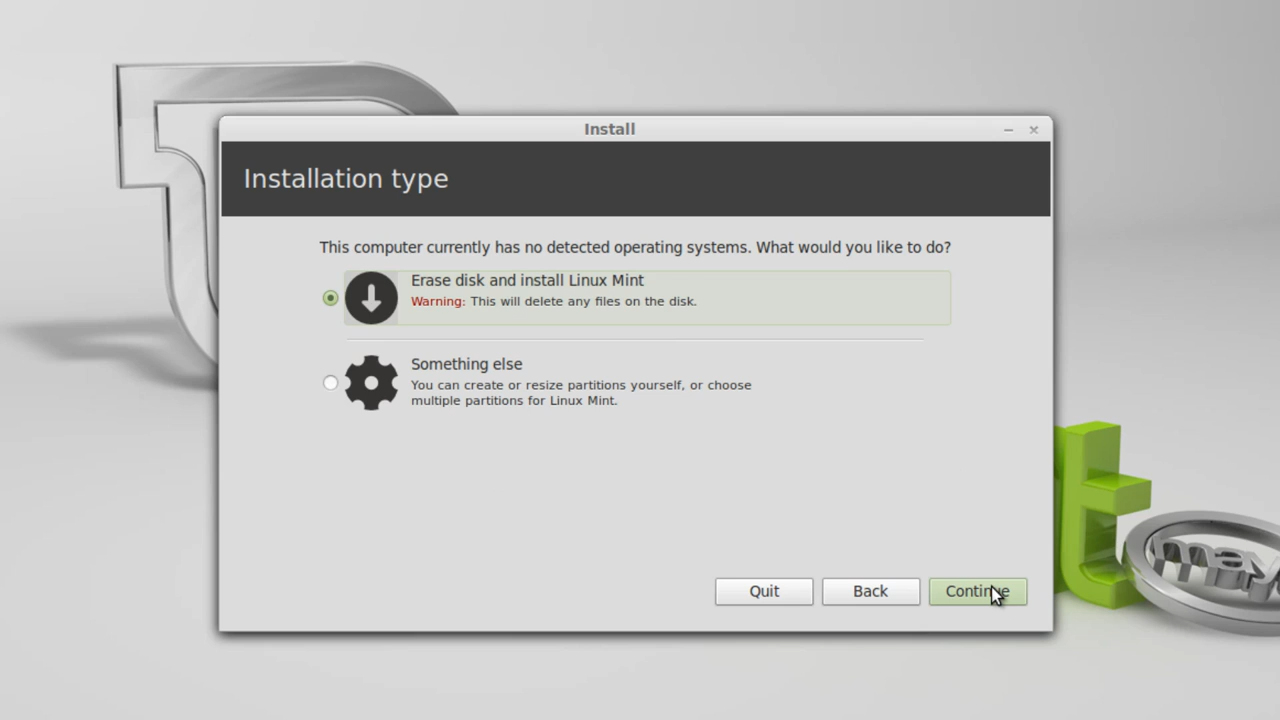 Install
Installation type
This computer currently has no detected operating systems. What would you like to do?
Erase disk and install Linux Mint
Warning: This will delete any files on the disk.
Something else
You can create or resize partitions yourself, or choose
multiple partitions for Linux Mint.
Quit
Back
Continue
t